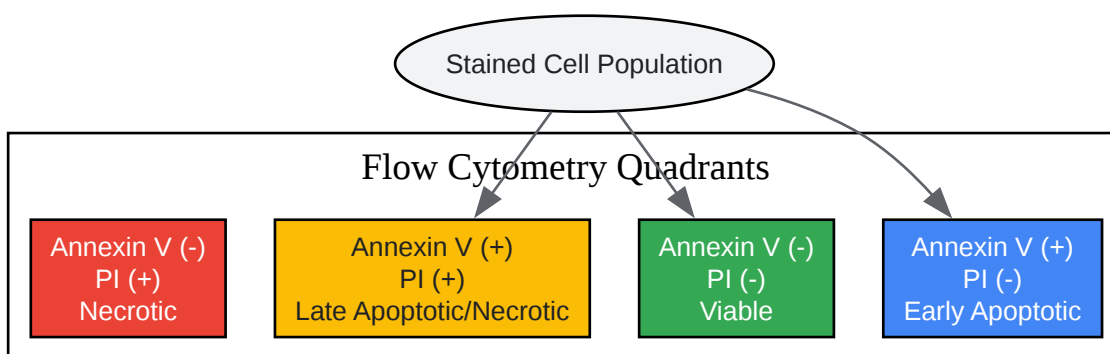 Stained Cell Population
Flow Cytometry Quadrants
Annexin V (-)
PI (+)
Necrotic
Annexin V (+)
PI (+)
Late Apoptotic/Necrotic
Annexin V (-)
PI (-)
Viable
Annexin V (+)
PI (-)
Early Apoptotic